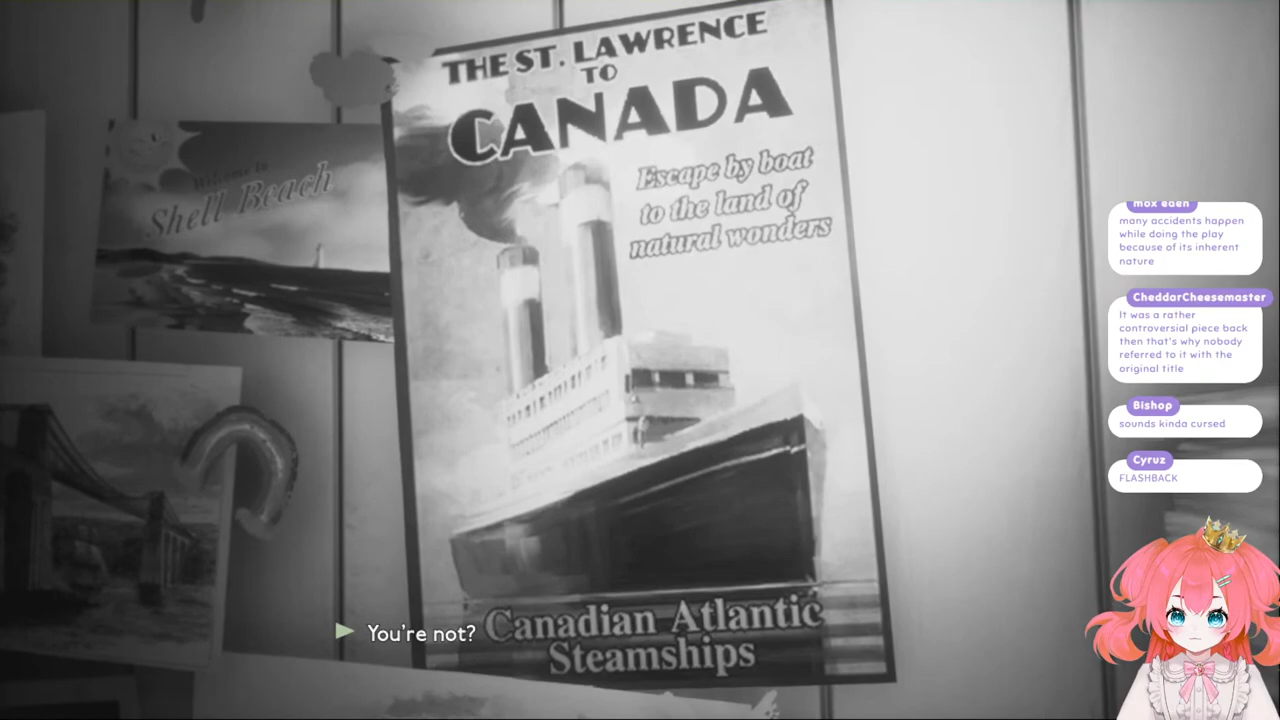 THE ST. LAWRENCE
TO
CANADA
Escape by boat
to the land of
natural wonders
Welcome to
Shell Beach
You're not?
Canadian Atlantic
Steamships
mox eden
many accidents happen
while doing the play
because of its inherent
nature
CheddarCheesemaster
It was a rather
controversial piece back
then that's why nobody
referred to it with the
original title
Bishop
sounds kinda cursed
Cyruz
FLASHBACK